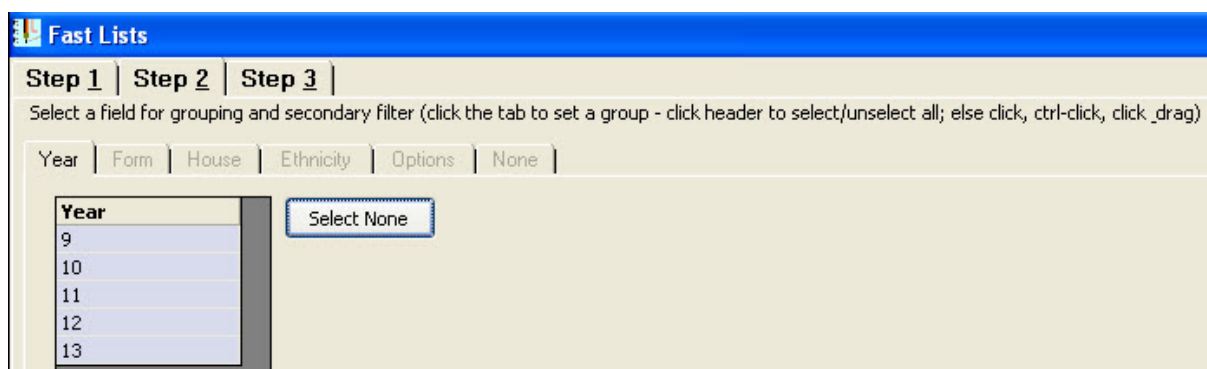 Fast Lists
Step 1 Step 2 Step 3
Select a field for grouping and secondary filter (click the tab to set a group - click header to select/unselect all; else click, ctrl-click, click_drag)
Year Form House Ethnicity Options None
Year
Select None
9
10
11
12
13